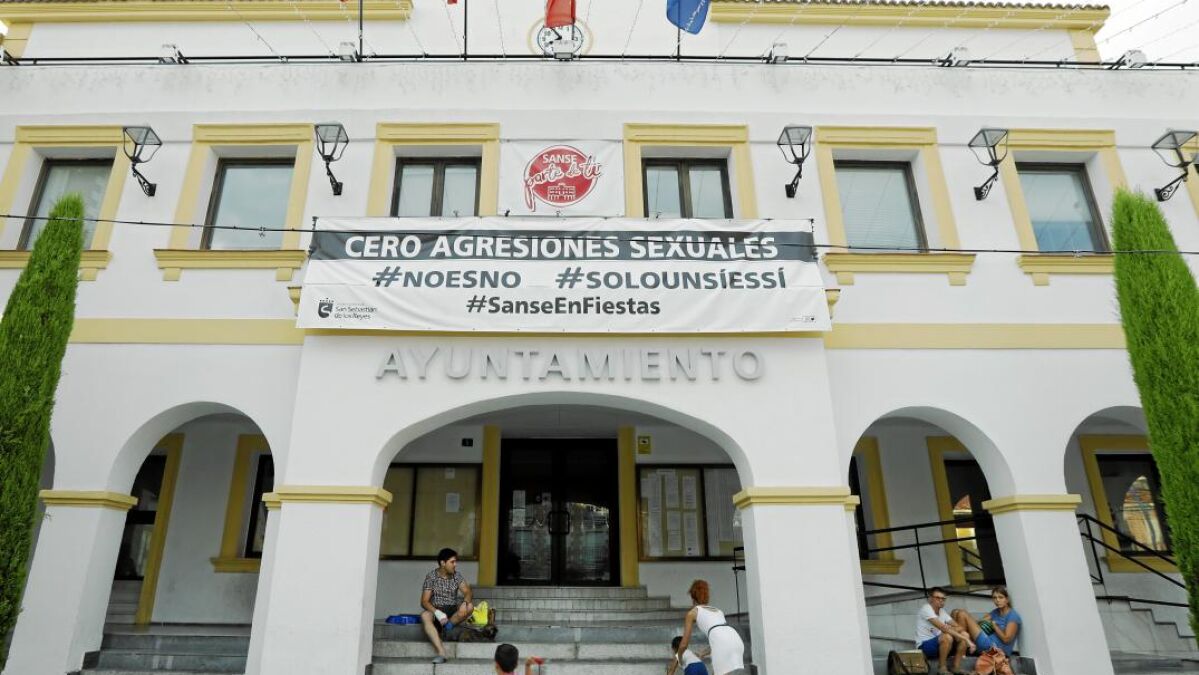 SANSE
parte de ti
CERO AGRESIONES SEXUALES
#NOESNO #SOLOUNSÍESSÍ
#SanseEnFiestas
San Sebastián
de los Reyes
AYUNTAMIENTO